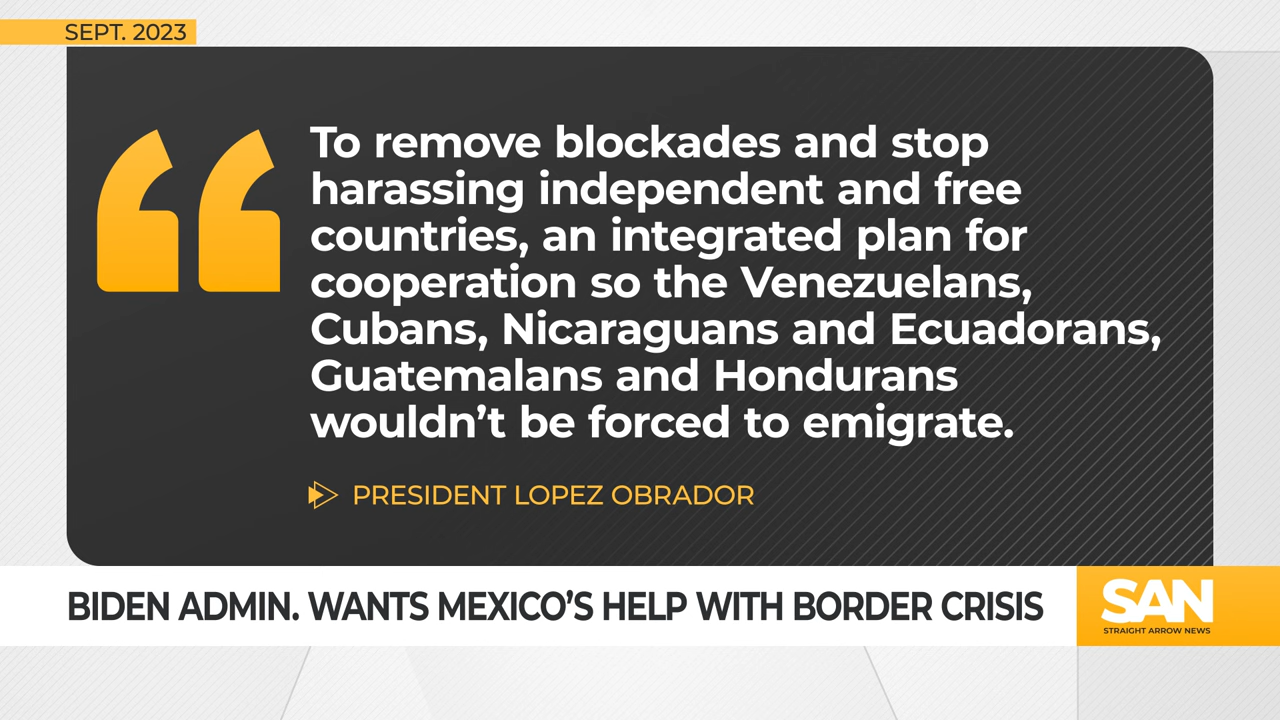 SEPT. 2023
To remove blockades and stop
harassing independent and free
countries, an integrated plan for
cooperation so the Venezuelans,
Cubans, Nicaraguans and Ecuadorans,
Guatemalans and Hondurans
wouldn’t be forced to emigrate.
PRESIDENT LOPEZ OBRADOR
BIDEN ADMIN. WANTS MEXICO’S HELP WITH BORDER CRISIS
SAN
STRAIGHT ARROW NEWS